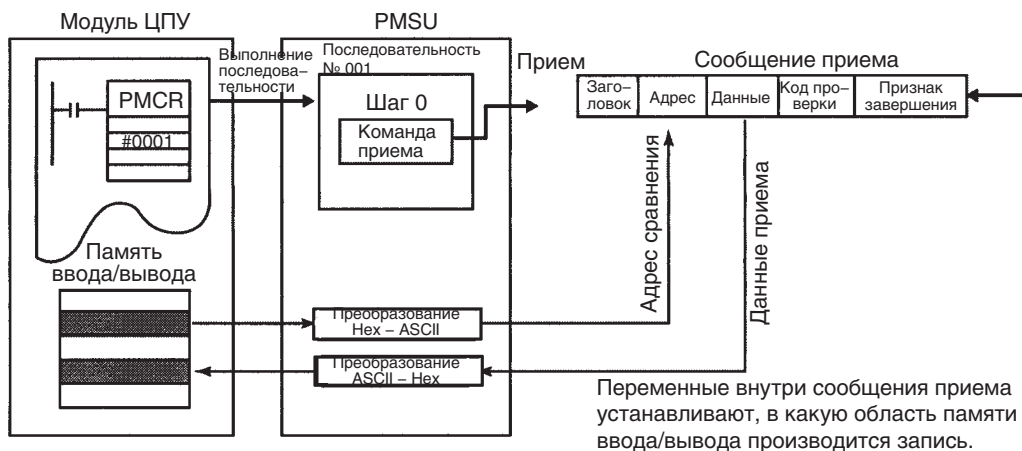 Модуль ЦПУ
PMSU
Выполнение
последова-
тельности
Последовательность
№ 001
PMCR
#0001
Шаг 0
Команда
приема
Прием
Сообщение приема
Заго-
ловок
Адрес
Данные
Код про-
верки
Признак
завершения
Адрес сравнения
Данные приема
Память
ввода/вывода
Преобразование
Hex – ASCII
Преобразование
ASCII – Hex
Переменные внутри сообщения приема
устанавливают, в какую область памяти
ввода/вывода производится запись.